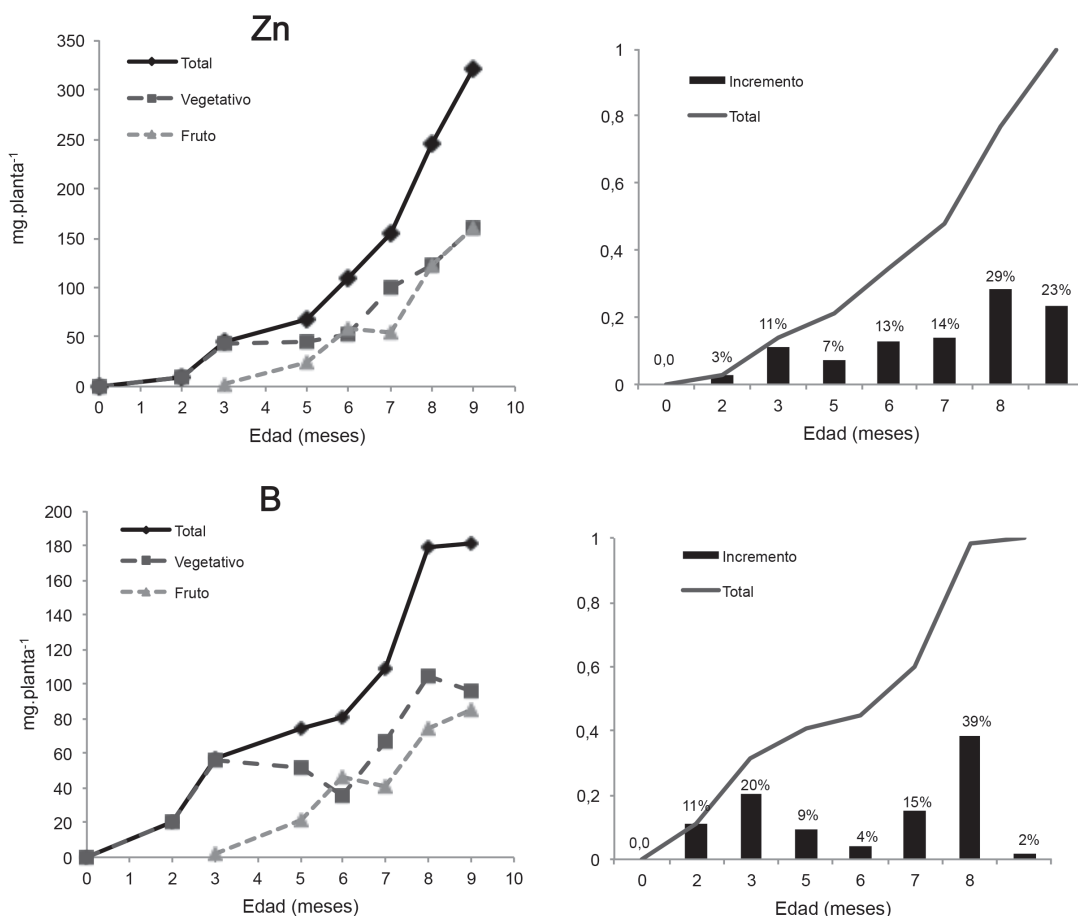 Zn
350
300
250
200
150
100
50
0
mg.planta-1
Total
Vegetativo
Fruto
0 1 2 3 4 5 6 7 8 9 10
Edad (meses)
1
0,8
0,6
0,4
0,2
0
Incremento
Total
0,0 3% 11% 7% 13% 14% 29% 23%
0 2 3 5 6 7 8
Edad (meses)
B
200
180
160
140
120
100
80
60
40
20
0
mg.planta-1
Total
Vegetativo
Fruto
0 1 2 3 4 5 6 7 8 9 10
Edad (meses)
1
0,8
0,6
0,4
0,2
0
Incremento
Total
0,0 11% 20% 9% 4% 15% 39% 2%
0 2 3 5 6 7 8
Edad (meses)